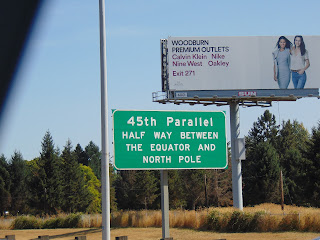 WOODBURN
PREMIUM OUTLETS
Calvin Klein Nike
Nine West Oakley
Exit 271
45th Parallel
HALF WAY BETWEEN
THE EQUATOR AND
NORTH POLE